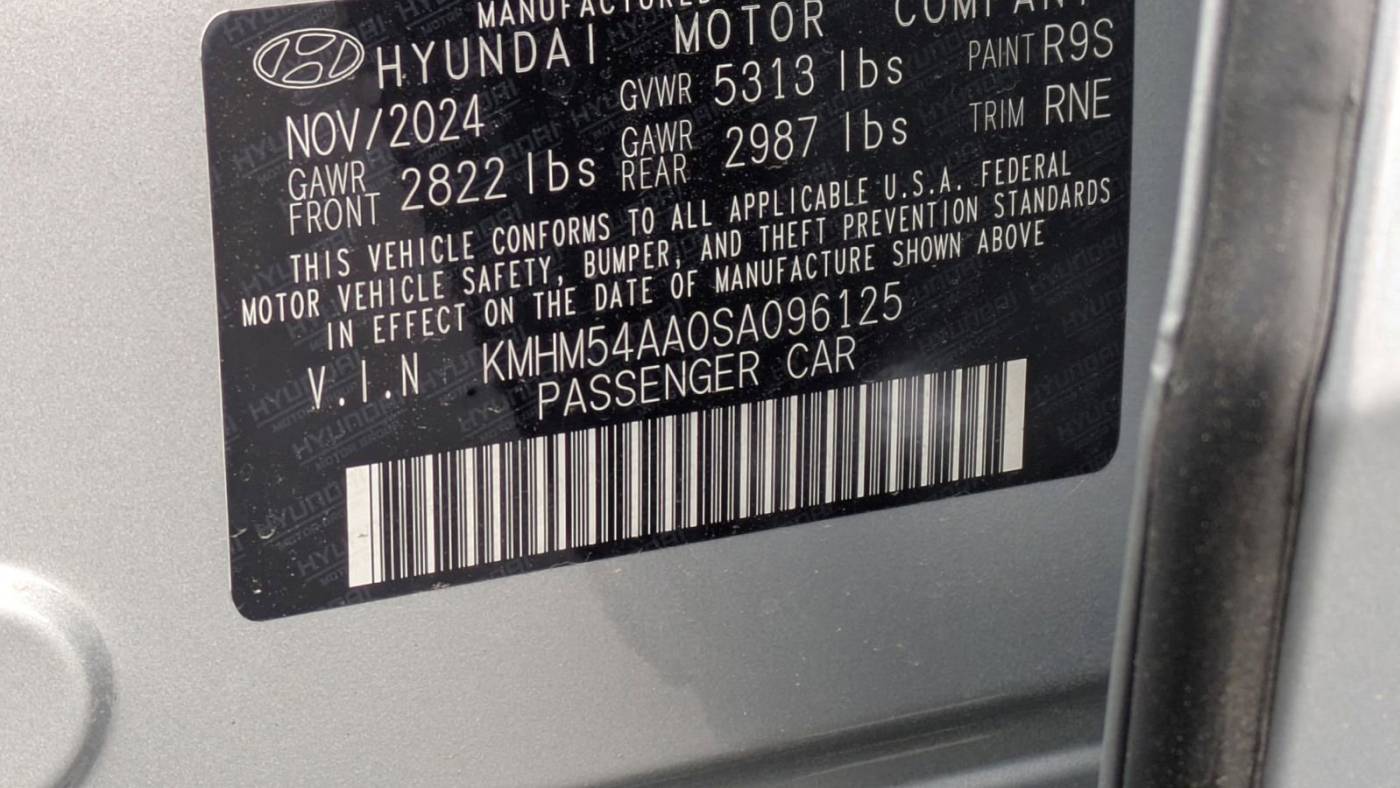 MANUFACTURED
HYUNDAI MOTOR COMPANY
NOV/2024 GVWR 5313 lbs PAINT R9S
GAWR FRONT 2822 lbs GAWR REAR 2987 lbs TRIM RNE
THIS VEHICLE CONFORMS TO ALL APPLICABLE U.S.A. FEDERAL
MOTOR VEHICLE SAFETY, BUMPER, AND THEFT PREVENTION STANDARDS
IN EFFECT ON THE DATE OF MANUFACTURE SHOWN ABOVE
V.I.N KMHM54AA0SA096125
PASSENGER CAR